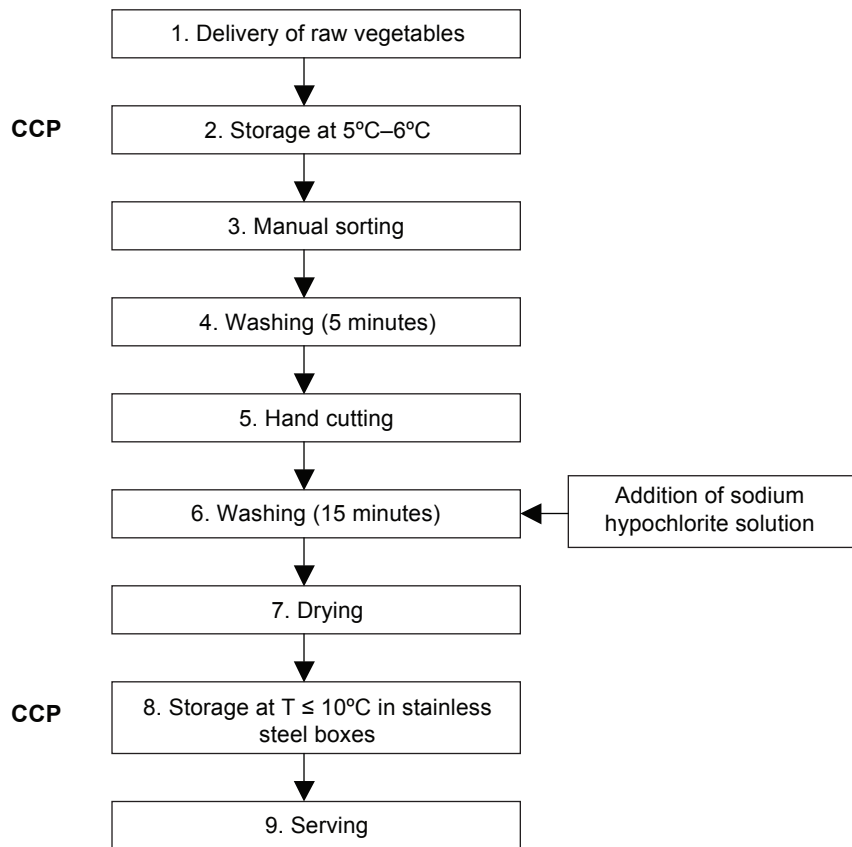 1. Delivery of raw vegetables
CCP
2. Storage at 5ºC–6ºC
3. Manual sorting
4. Washing (5 minutes)
5. Hand cutting
6. Washing (15 minutes)
Addition of sodium
hypochlorite solution
7. Drying
CCP
8. Storage at T ≤ 10ºC in stainless
steel boxes
9. Serving